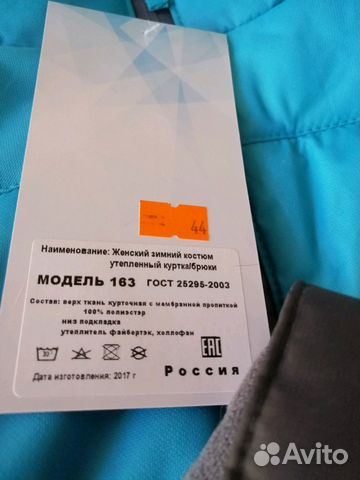 44
Наименование: Женский зимний костюм
утепленный куртка/брюки
МОДЕЛЬ 163 ГОСТ 25295-2003
Состав: верх ткань курточная с мембранной пропиткой
100% полиэстер
низ подкладка
утеплитель файбертэк, холлофан
30°
EAC
Дата изготовления: 2017 г
Россия
Avito